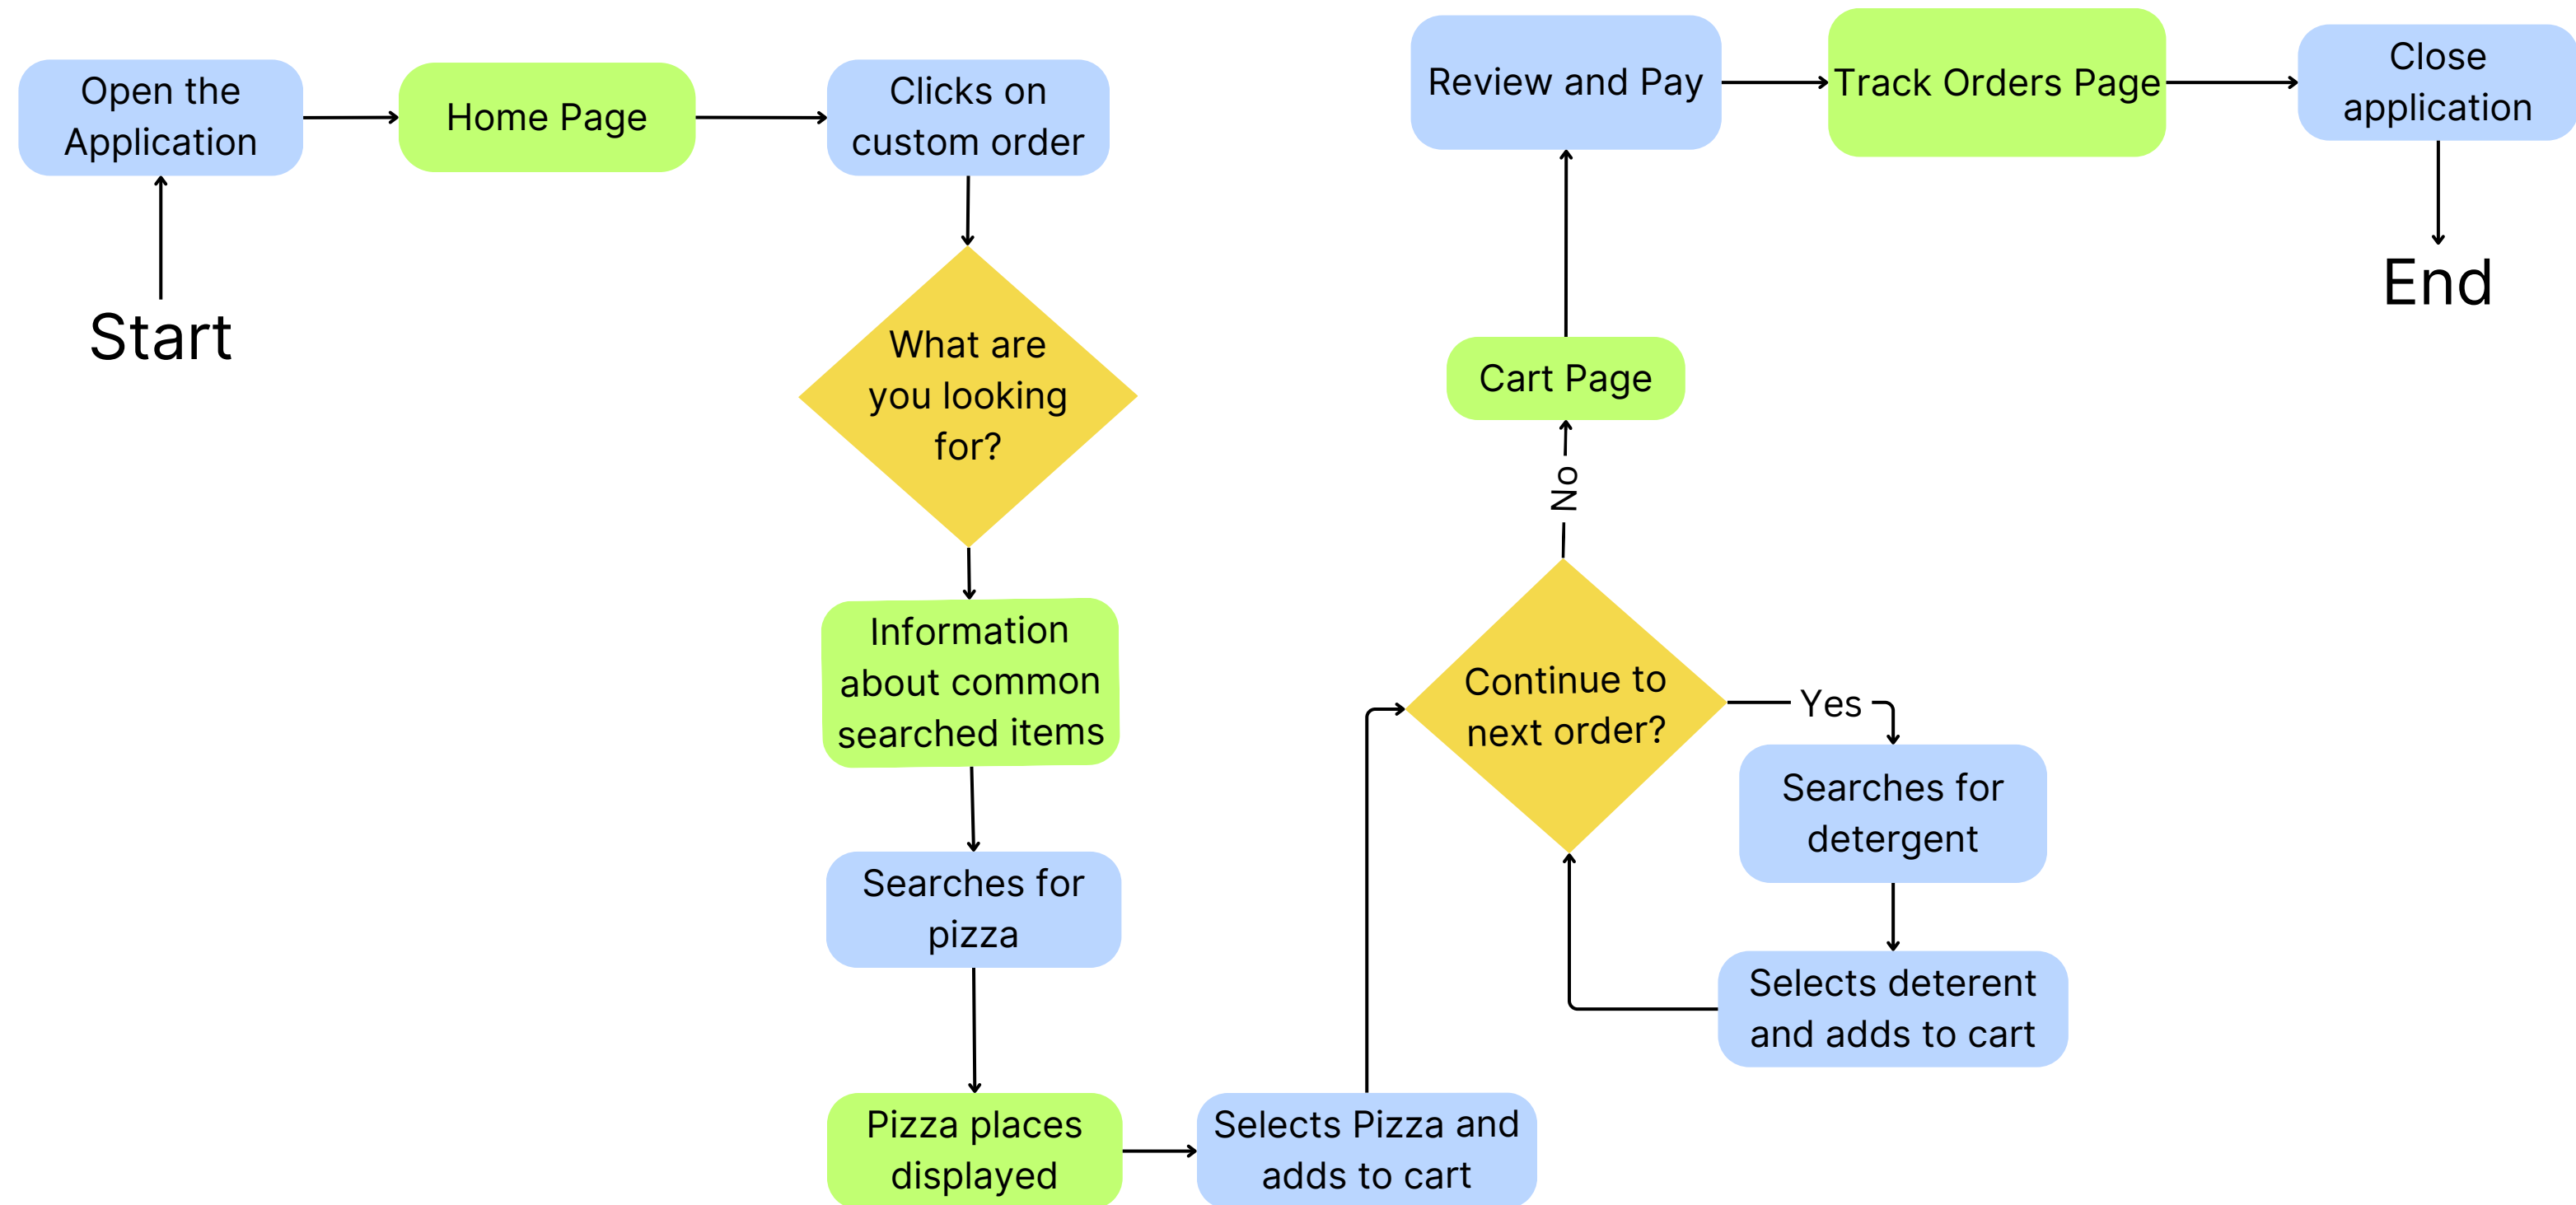 Start
Open the
Application
Home Page
Clicks on
custom order
What are
you looking
for?
Information
about common
searched items
Searches for
pizza
Pizza places
displayed
Selects Pizza and
adds to cart
Continue to
next order?
Yes
Searches for
detergent
Selects deterent
and adds to cart
No
Cart Page
Review and Pay
Track Orders Page
Close
application
End